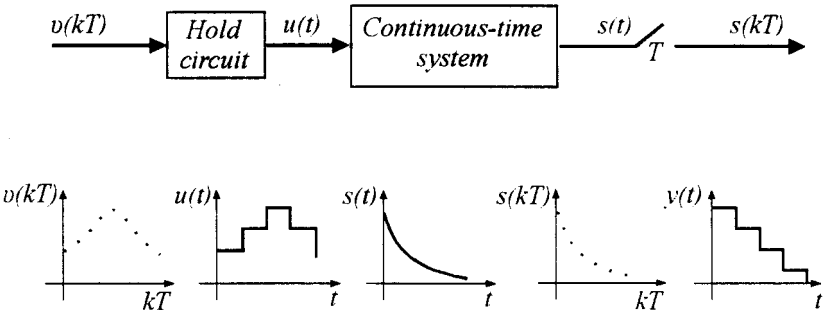 υ(kT) Hold circuit u(t) Continuous-time system s(t) T s(kT)
υ(kT) u(t) s(t) s(kT) y(t)
kT t t kT t